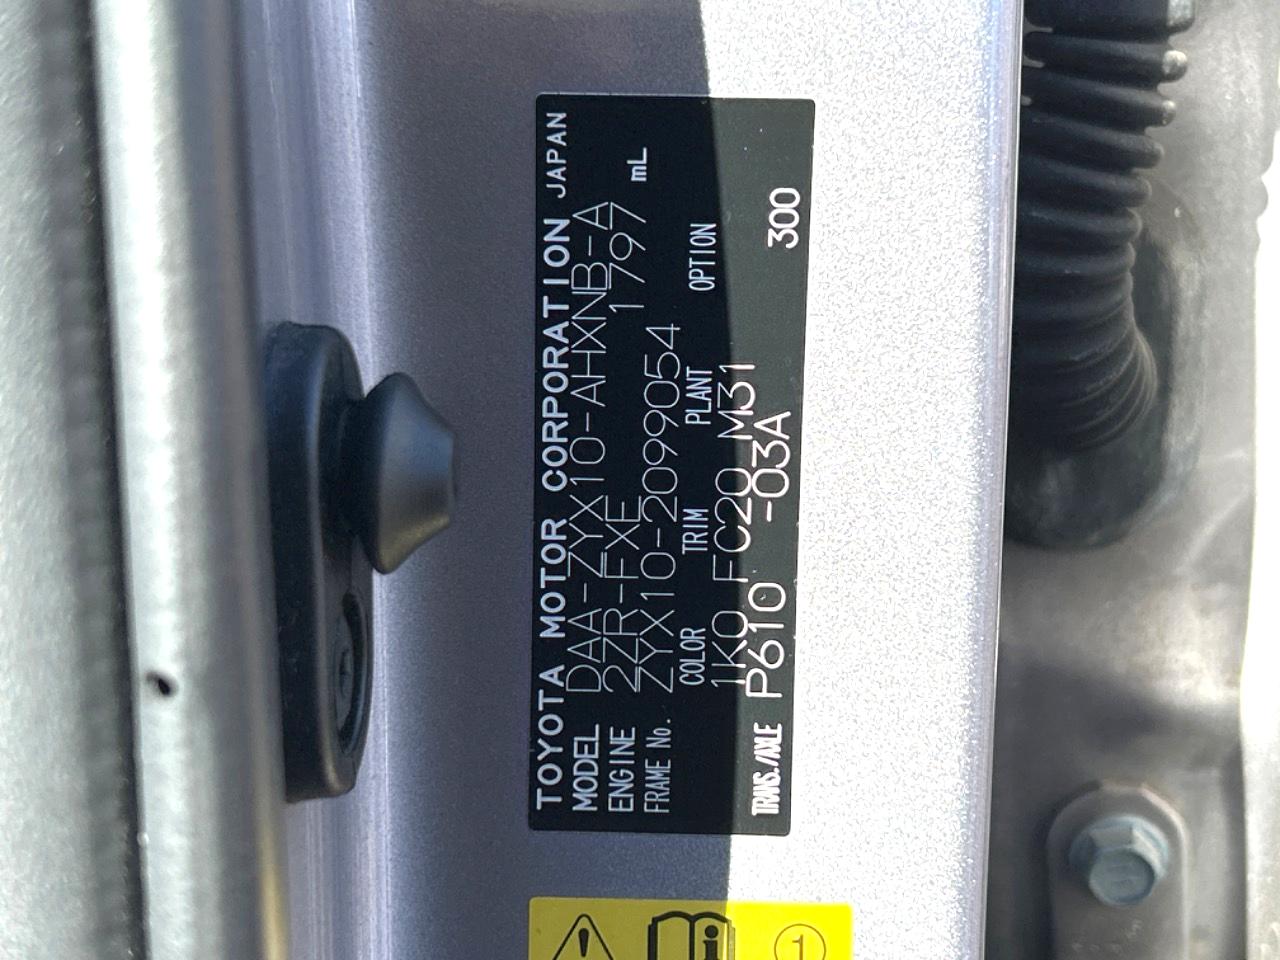 TOYOTA MOTOR CORPORATION JAPAN
MODEL DAA-ZYX10-AHXNB-A
ENGINE 2ZR-FXE 1797 mL
FRAME No. ZYX10-2099054
COLOR TRIM PLANT OPTION
1K0 FC20 M31
TRANS./AXLE P610 -03A 300
1